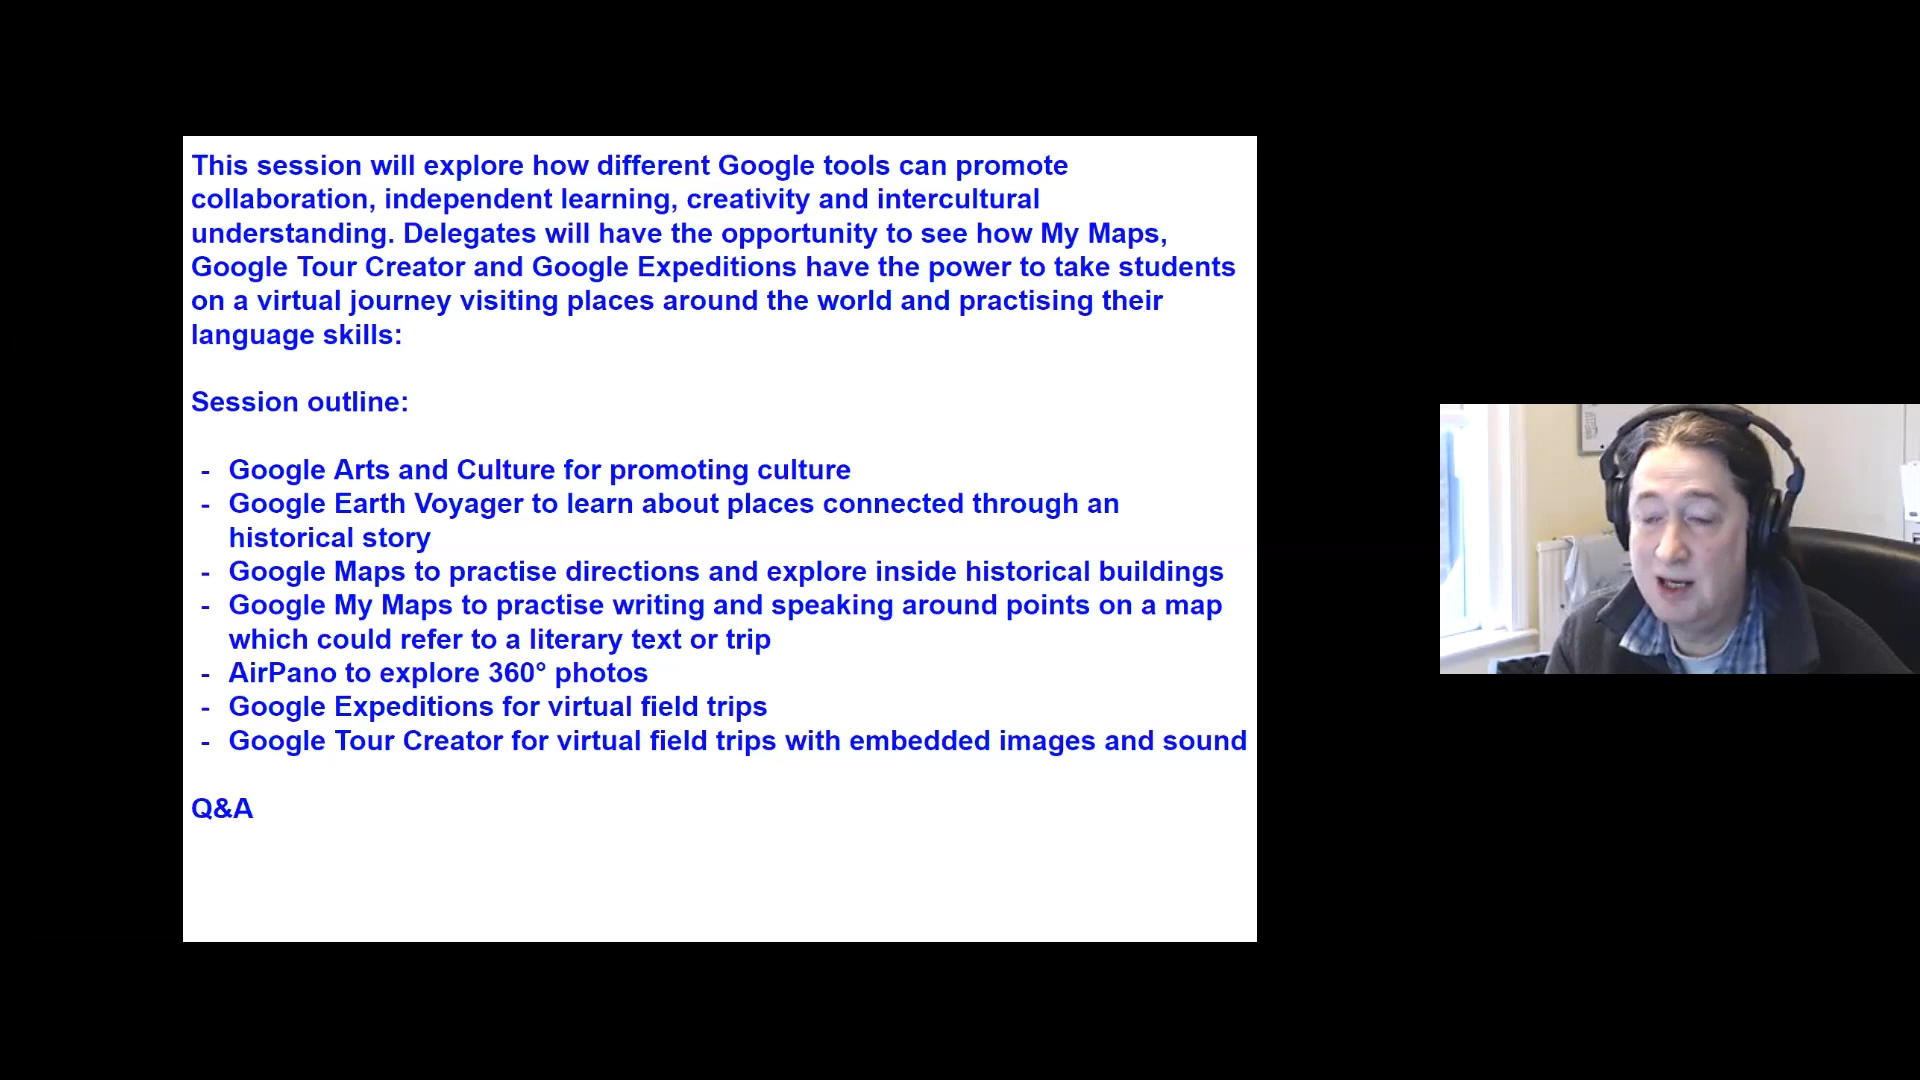 This session will explore how different Google tools can promote
collaboration, independent learning, creativity and intercultural
understanding. Delegates will have the opportunity to see how My Maps,
Google Tour Creator and Google Expeditions have the power to take students
on a virtual journey visiting places around the world and practising their
language skills:
Session outline:
- Google Arts and Culture for promoting culture
- Google Earth Voyager to learn about places connected through an
historical story
- Google Maps to practise directions and explore inside historical buildings
- Google My Maps to practise writing and speaking around points on a map
which could refer to a literary text or trip
- AirPano to explore 360° photos
- Google Expeditions for virtual field trips
- Google Tour Creator for virtual field trips with embedded images and sound
Q&A